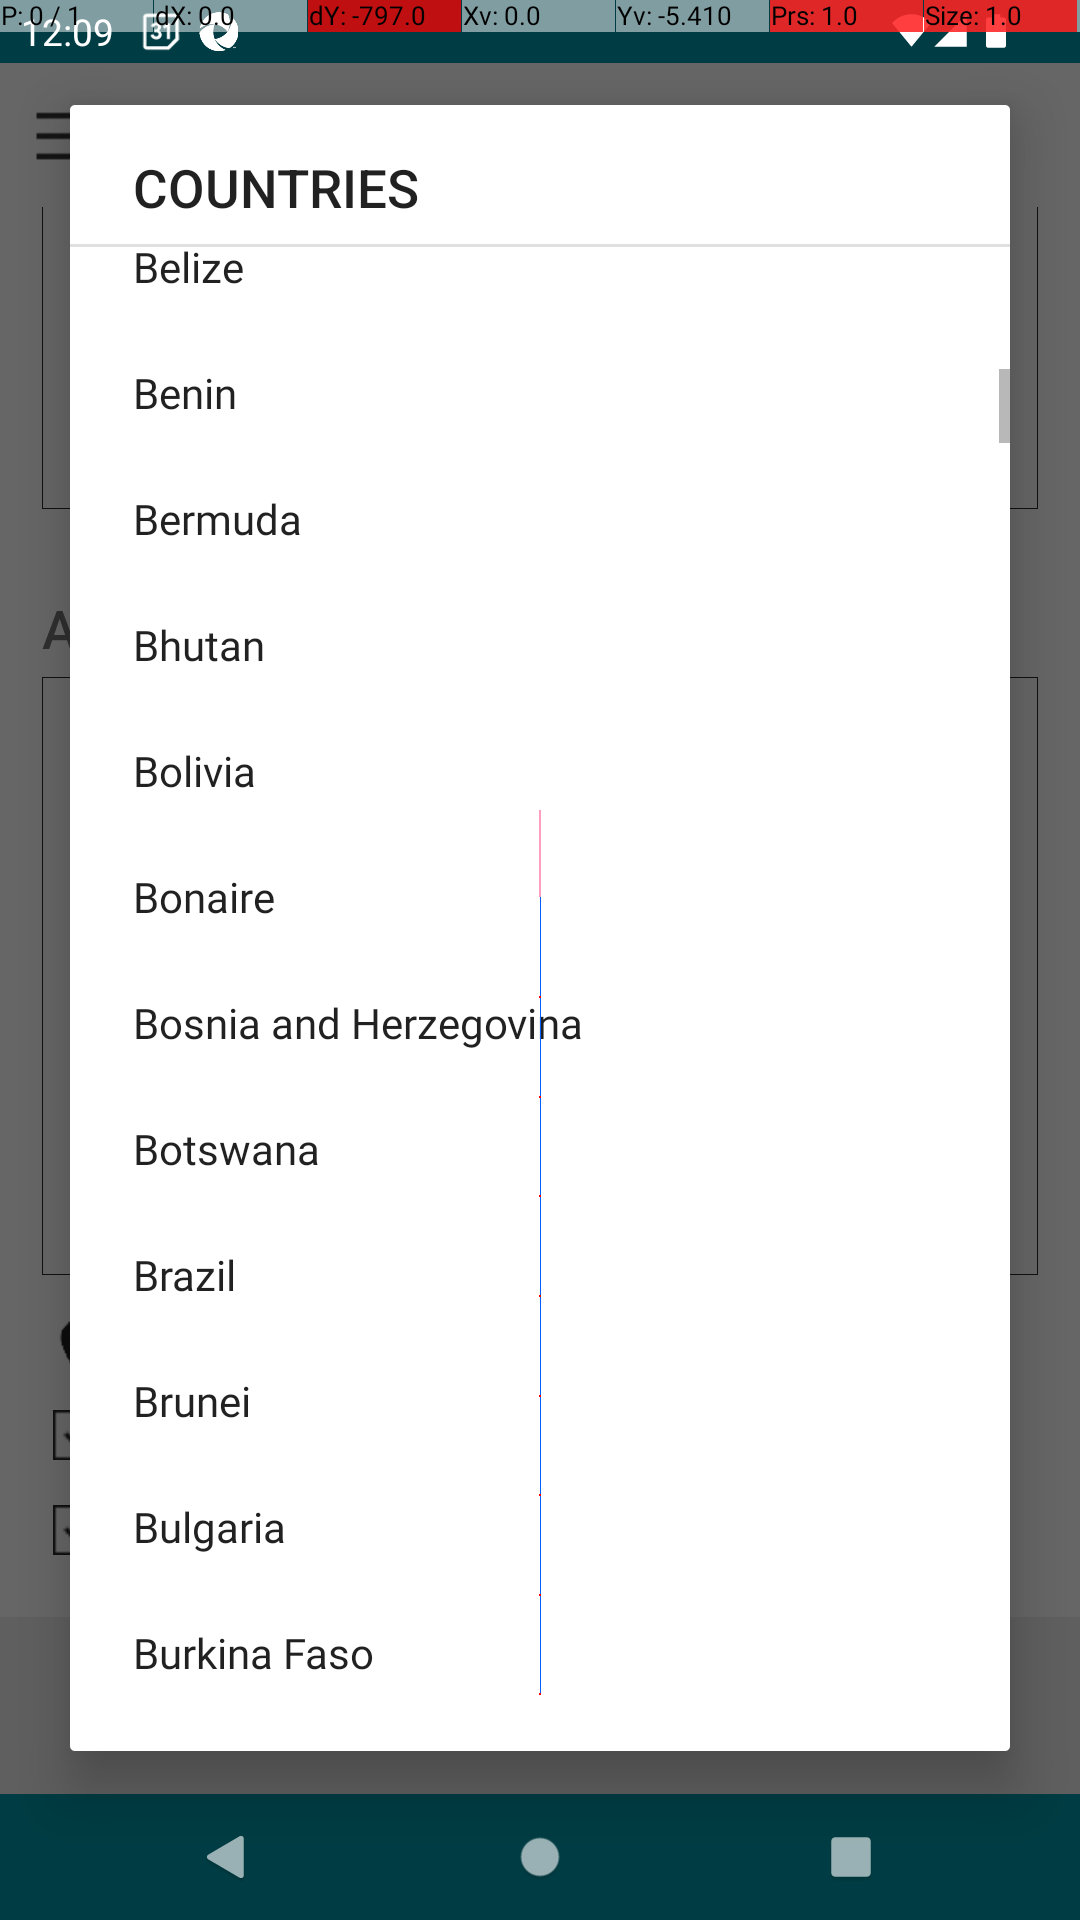 P: 0 / 1 dX: 0.0 dY: -797.0 Xv: 0.0 Yv: -5.410 Prs: 1.0 Size: 1.0
12:09 31
COUNTRIES
Belize
Benin
Bermuda
Bhutan
A
Bolivia
Bonaire
Bosnia and Herzegovina
Botswana
Brazil
Brunei
Bulgaria
Burkina Faso